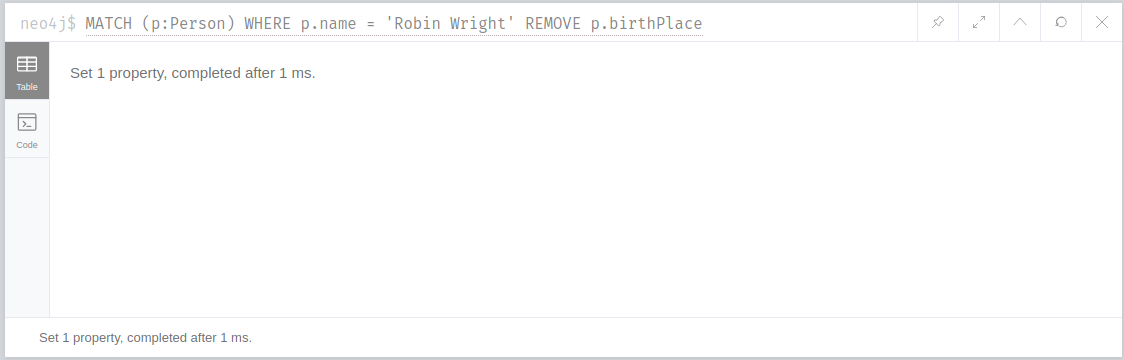 neo4j$ MATCH (p:Person) WHERE p.name = 'Robin Wright' REMOVE p.birthPlace
Table
Set 1 property, completed after 1 ms.
Code
Set 1 property, completed after 1 ms.